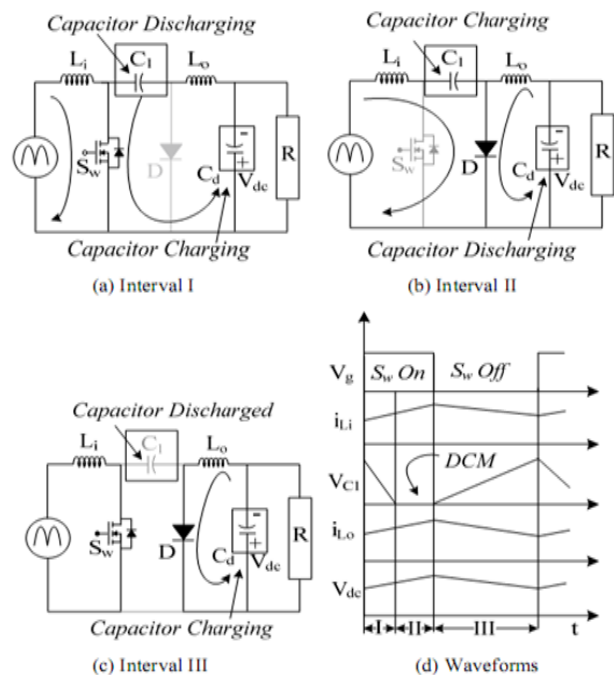 Capacitor Discharging
Li C1 Lo
Sw D Cd Vdc R
- +
Capacitor Charging
(a) Interval I
Capacitor Charging
Li C1 Lo
Sw D Cd Vdc R
- +
Capacitor Discharging
(b) Interval II
Capacitor Discharged
Li C1 Lo
Sw D Cd Vdc R
- +
Capacitor Charging
(c) Interval III
Vg Sw On Sw Off
iLi
VC1 DCM
iLo
Vdc
I II III t
(d) Waveforms